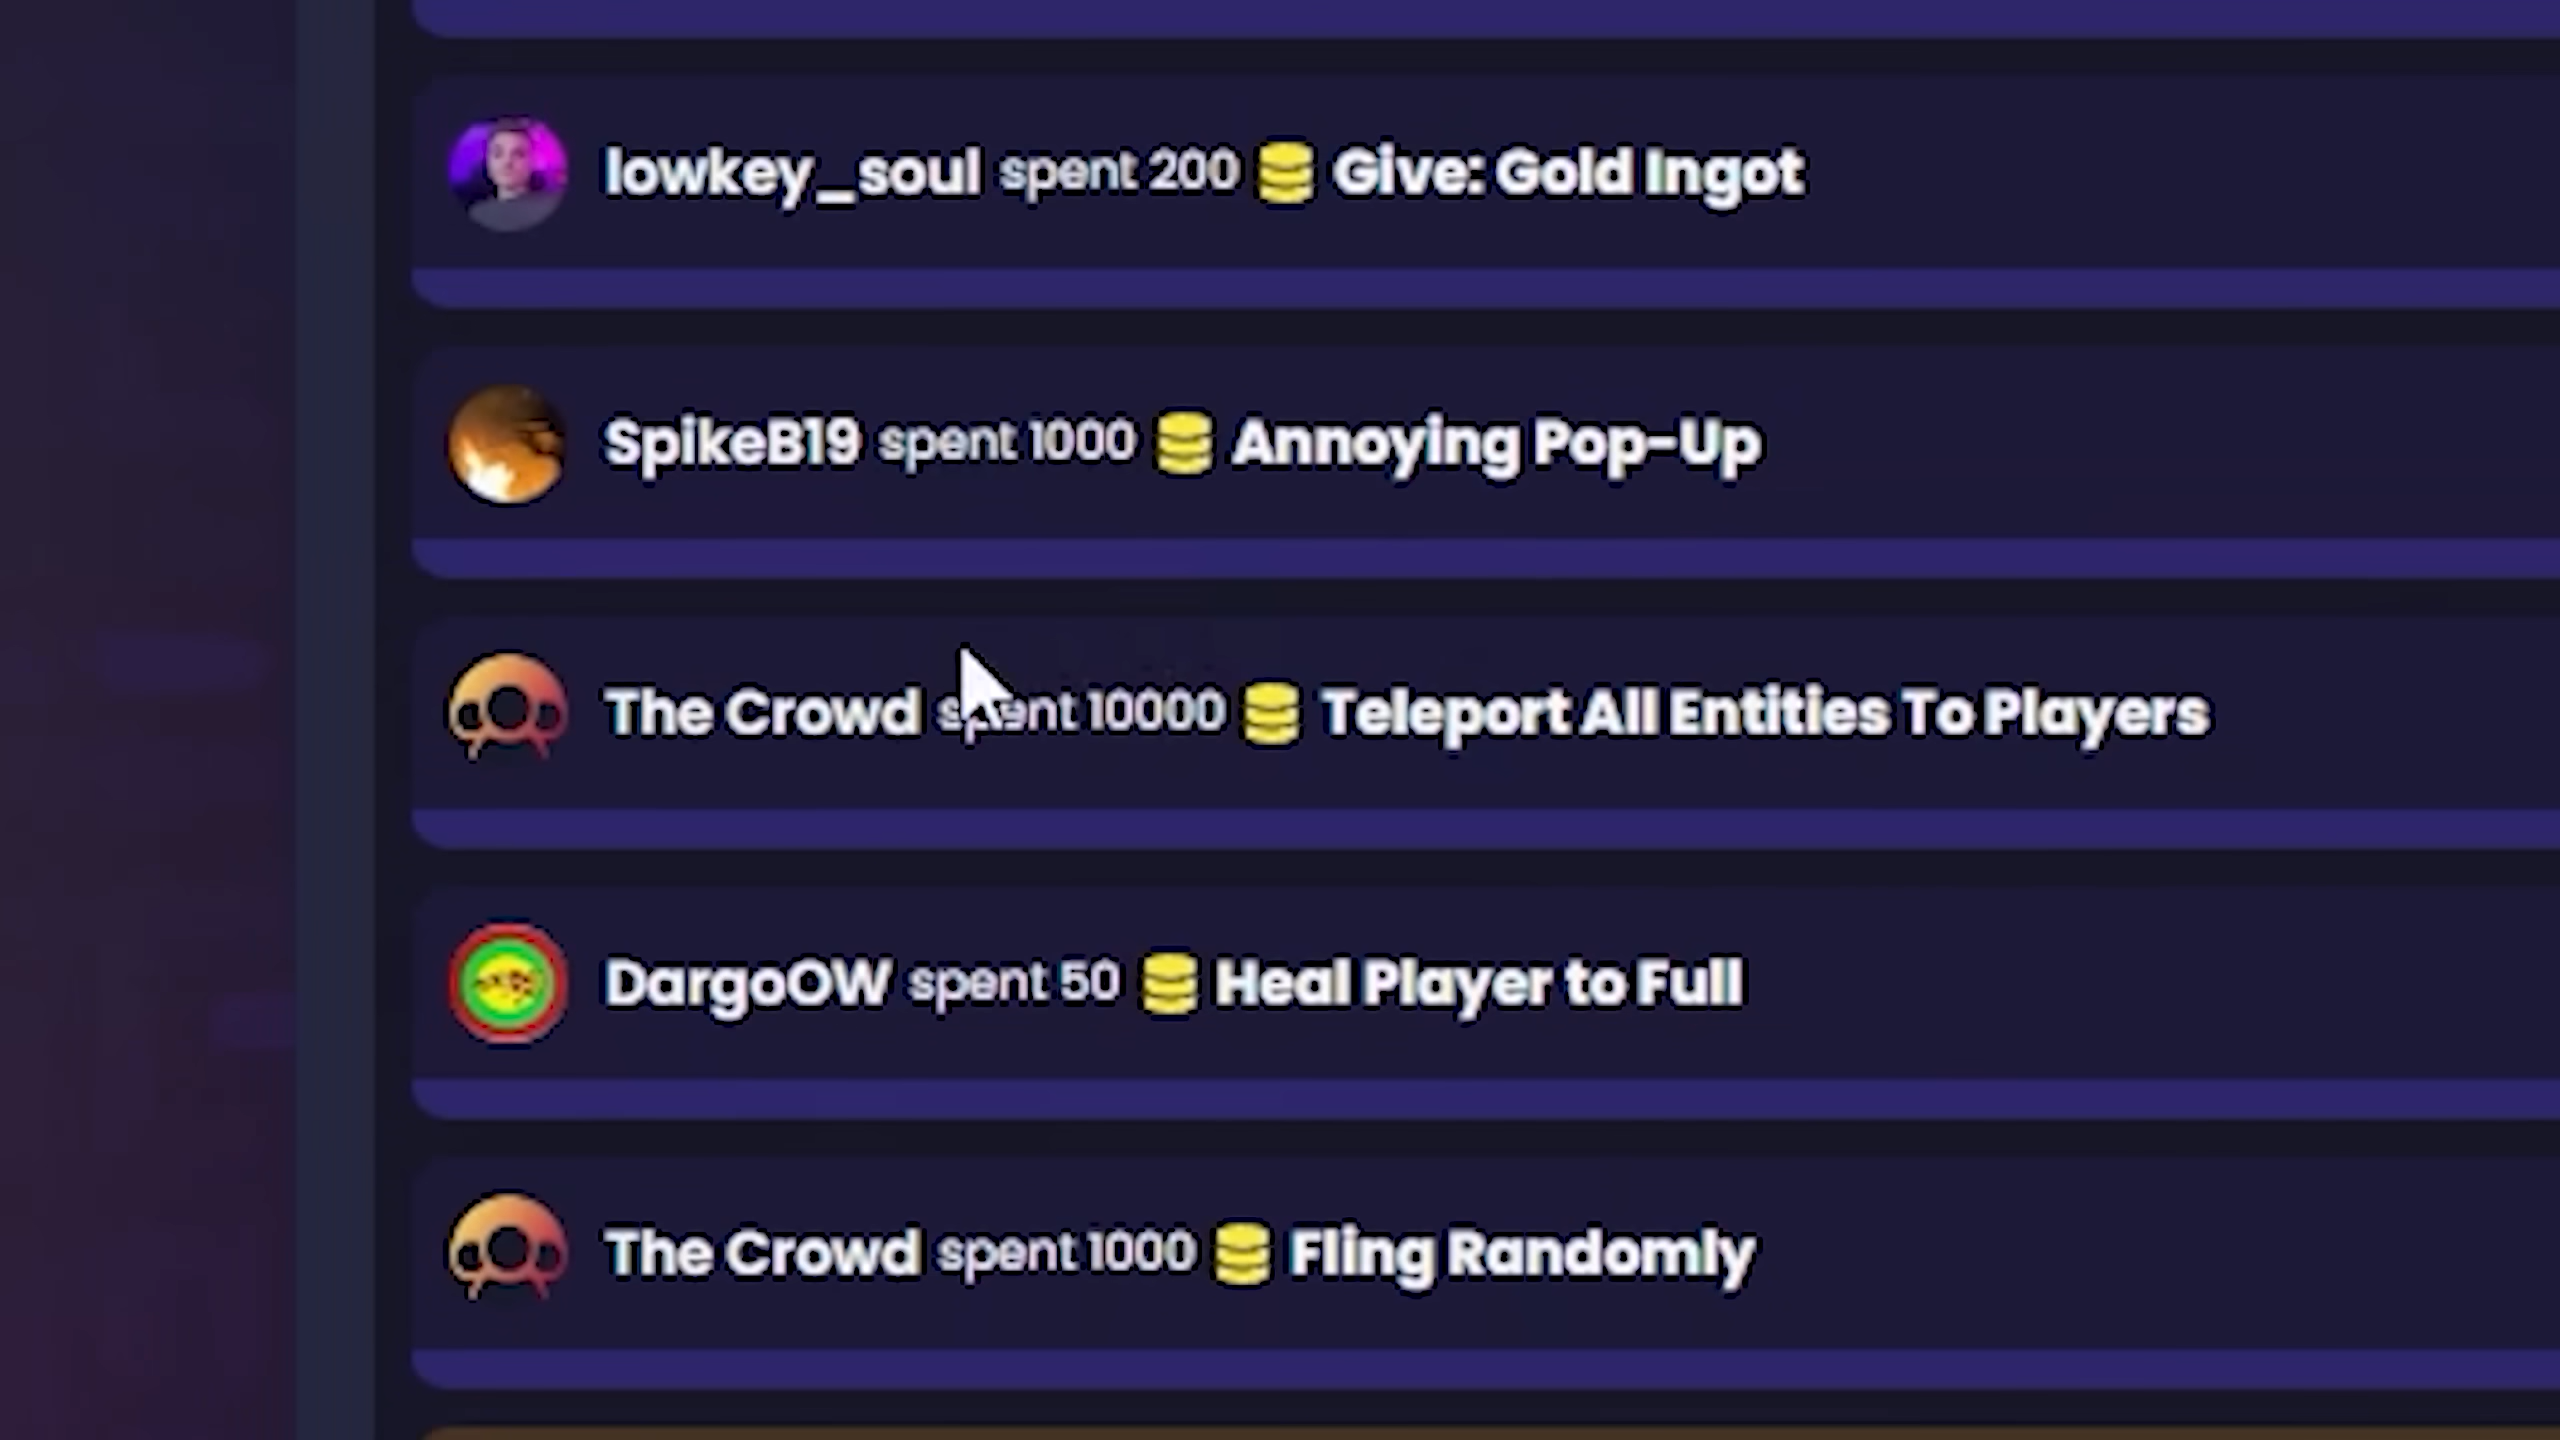 lowkey_soul spent 200 Give: Gold Ingot
SpikeB19 spent 1000 Annoying Pop-Up
The Crowd spent 10000 Teleport All Entities To Players
DargoOW spent 50 Heal Player to Full
The Crowd spent 1000 Fling Randomly